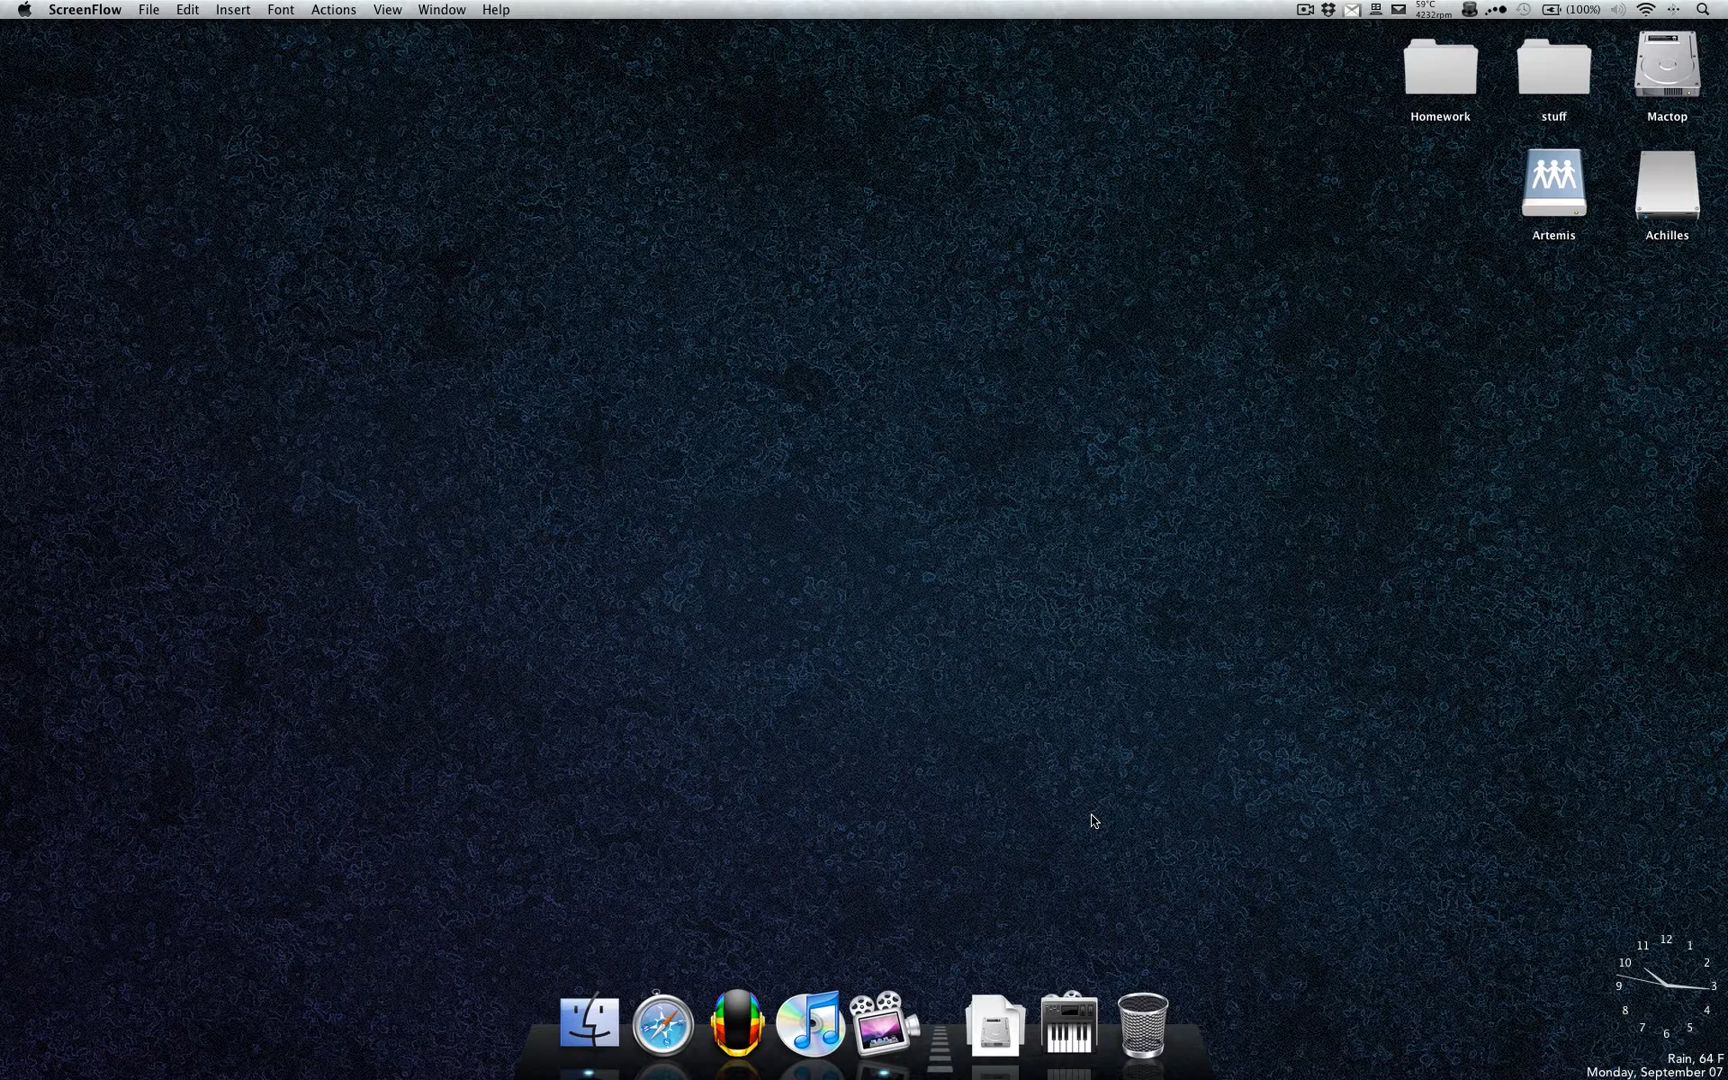 ScreenFlow File Edit Insert Font Actions View Window Help
59°C
4232rpm
(100%)
Homework
stuff
Mactop
Artemis
Achilles
12
11 1
10 2
9 3
8 4
7 5
6
Rain, 64 F
Monday, September 07